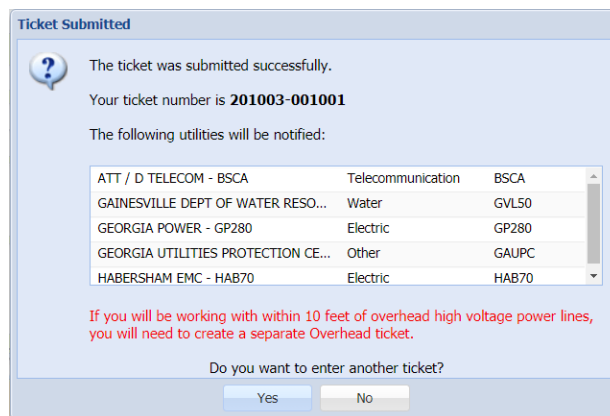 Ticket Submitted
The ticket was submitted successfully.
Your ticket number is 201003-001001
The following utilities will be notified:
ATT / D TELECOM - BSCA Telecommunication BSCA
GAINESVILLE DEPT OF WATER RESO... Water GVL50
GEORGIA POWER - GP280 Electric GP280
GEORGIA UTILITIES PROTECTION CE... Other GAUPC
HABERSHAM EMC - HAB70 Electric HAB70
If you will be working with within 10 feet of overhead high voltage power lines,
you will need to create a separate Overhead ticket.
Do you want to enter another ticket?
Yes No